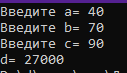 Введите a= 40
Введите b= 70
Введите c= 90
d= 27000